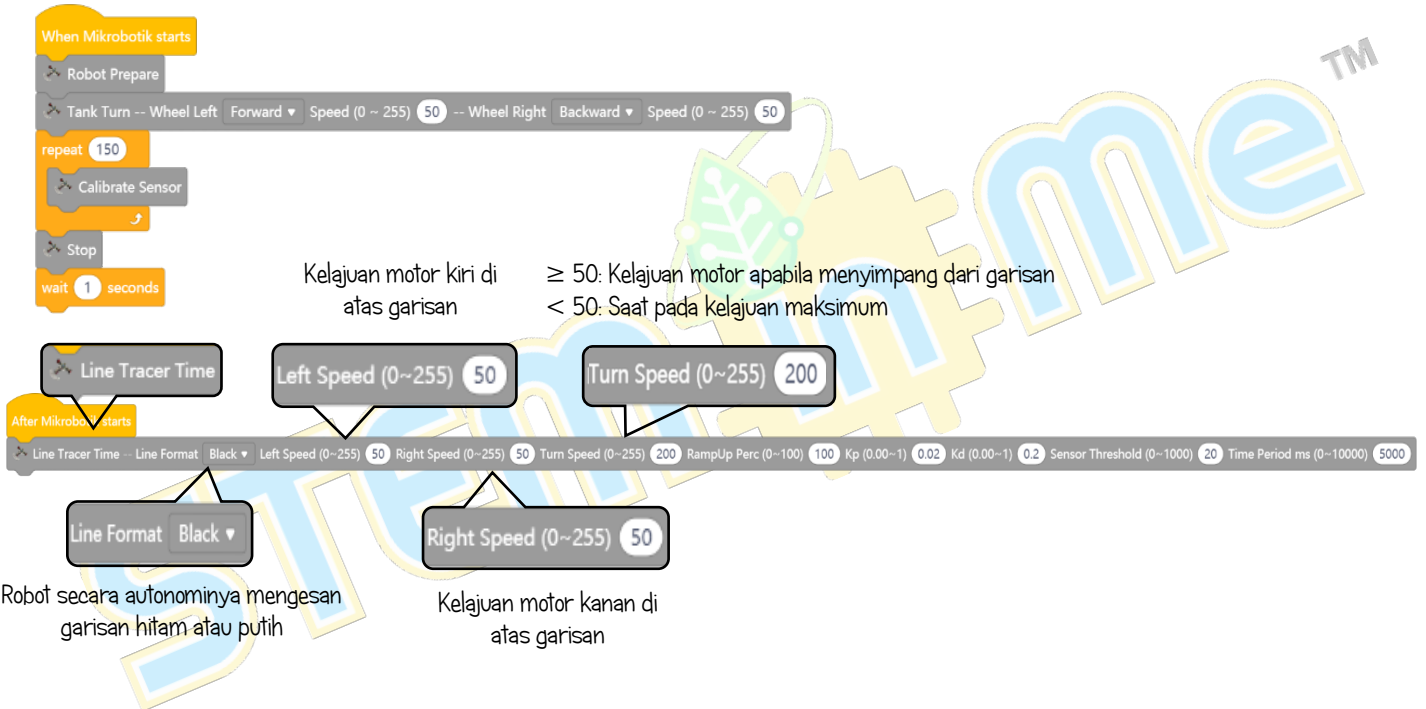 When Mikrobotik starts
Robot Prepare
Tank Turn -- Wheel Left Forward ▾ Speed (0 ~ 255) 50 -- Wheel Right Backward ▾ Speed (0 ~ 255) 50
repeat 150
Calibrate Sensor
Stop
wait 1 seconds
Kelajuan motor kiri di
atas garisan
≥ 50: Kelajuan motor apabila menyimpang dari garisan
< 50: Saat pada kelajuan maksimum
Line Tracer Time
Left Speed (0~255) 50
Turn Speed (0~255) 200
After Mikrobotik starts
Line Tracer Time -- Line Format Black ▾ Left Speed (0~255) 50 Right Speed (0~255) 50 Turn Speed (0~255) 200 RampUp Perc (0~100) 100 Kp (0.00~1) 0.02 Kd (0.00~1) 0.2 Sensor Threshold (0~1000) 20 Time Period ms (0~10000) 5000
Line Format Black ▾
Right Speed (0~255) 50
Robot secara autonominya mengesan
garisan hitam atau putih
Kelajuan motor kanan di
atas garisan
STEM in Me TM